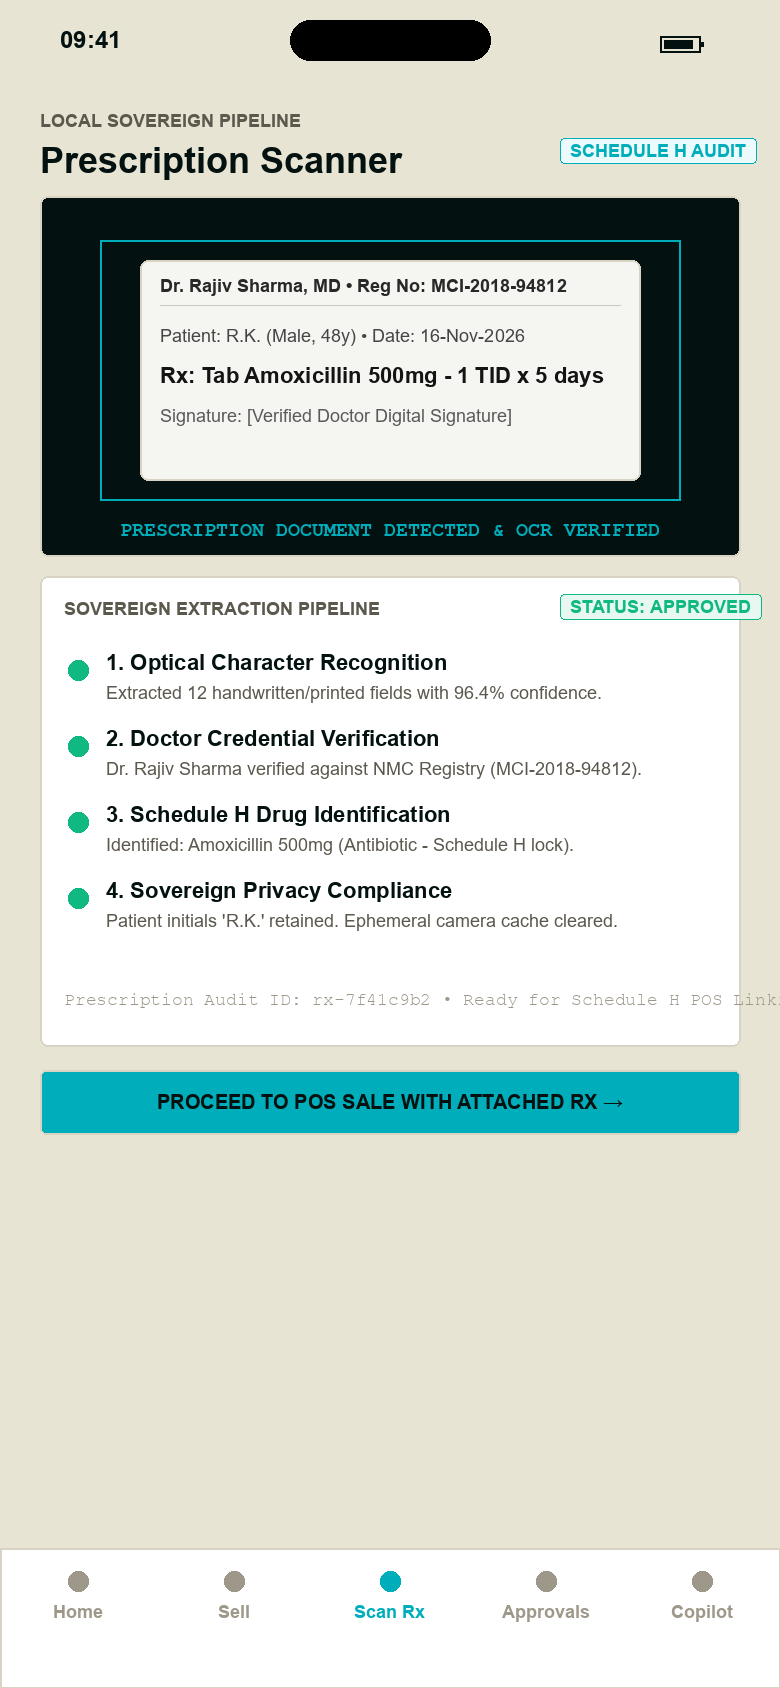 09:41
LOCAL SOVEREIGN PIPELINE
Prescription Scanner
SCHEDULE H AUDIT
Dr. Rajiv Sharma, MD • Reg No: MCI-2018-94812
Patient: R.K. (Male, 48y) • Date: 16-Nov-2026
Rx: Tab Amoxicillin 500mg - 1 TID x 5 days
Signature: [Verified Doctor Digital Signature]
PRESCRIPTION DOCUMENT DETECTED & OCR VERIFIED
SOVEREIGN EXTRACTION PIPELINE
STATUS: APPROVED
1. Optical Character Recognition
Extracted 12 handwritten/printed fields with 96.4% confidence.
2. Doctor Credential Verification
Dr. Rajiv Sharma verified against NMC Registry (MCI-2018-94812).
3. Schedule H Drug Identification
Identified: Amoxicillin 500mg (Antibiotic - Schedule H lock).
4. Sovereign Privacy Compliance
Patient initials 'R.K.' retained. Ephemeral camera cache cleared.
Prescription Audit ID: rx-7f41c9b2 • Ready for Schedule H POS Link
PROCEED TO POS SALE WITH ATTACHED RX →
Home
Sell
Scan Rx
Approvals
Copilot